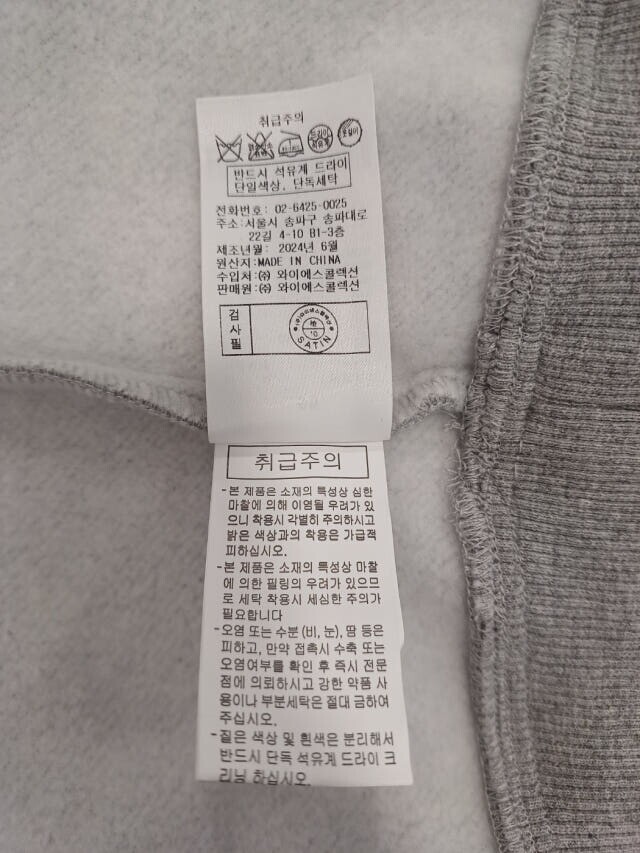 취급주의
드라이
석유계
반드시 석유계 드라이
단일색상, 단독세탁
전화번호: 02-6425-0025
주소:서울시 송파구 송파대로
22길 4-10 B1-3층
제조년월: 2024년 6월
원산지:MADE IN CHINA
수입처:㈜ 와이에스콜렉션
판매원:㈜ 와이에스콜렉션
검사필
SATIN
취급주의
-본 제품은 소재의 특성상 심한
마찰에 의해 이염될 우려가 있
으니 착용시 각별히 주의하시고
밝은 색상과의 착용은 가급적
피하십시오.
-본 제품은 소재의 특성상 마찰
에 의한 필링의 우려가 있으므
로 세탁 착용시 세심한 주의가
필요합니다
-오염 또는 수분 (비, 눈), 땀 등은
피하고, 만약 접촉시 수축 또는
오염여부를 확인 후 즉시 전문
점에 의뢰하시고 강한 약품 사
용이나 부분세탁은 절대 금하여
주십시오.
-짙은 색상 및 흰색은 분리해서
반드시 단독 석유계 드라이 크
리닝 하십시오.